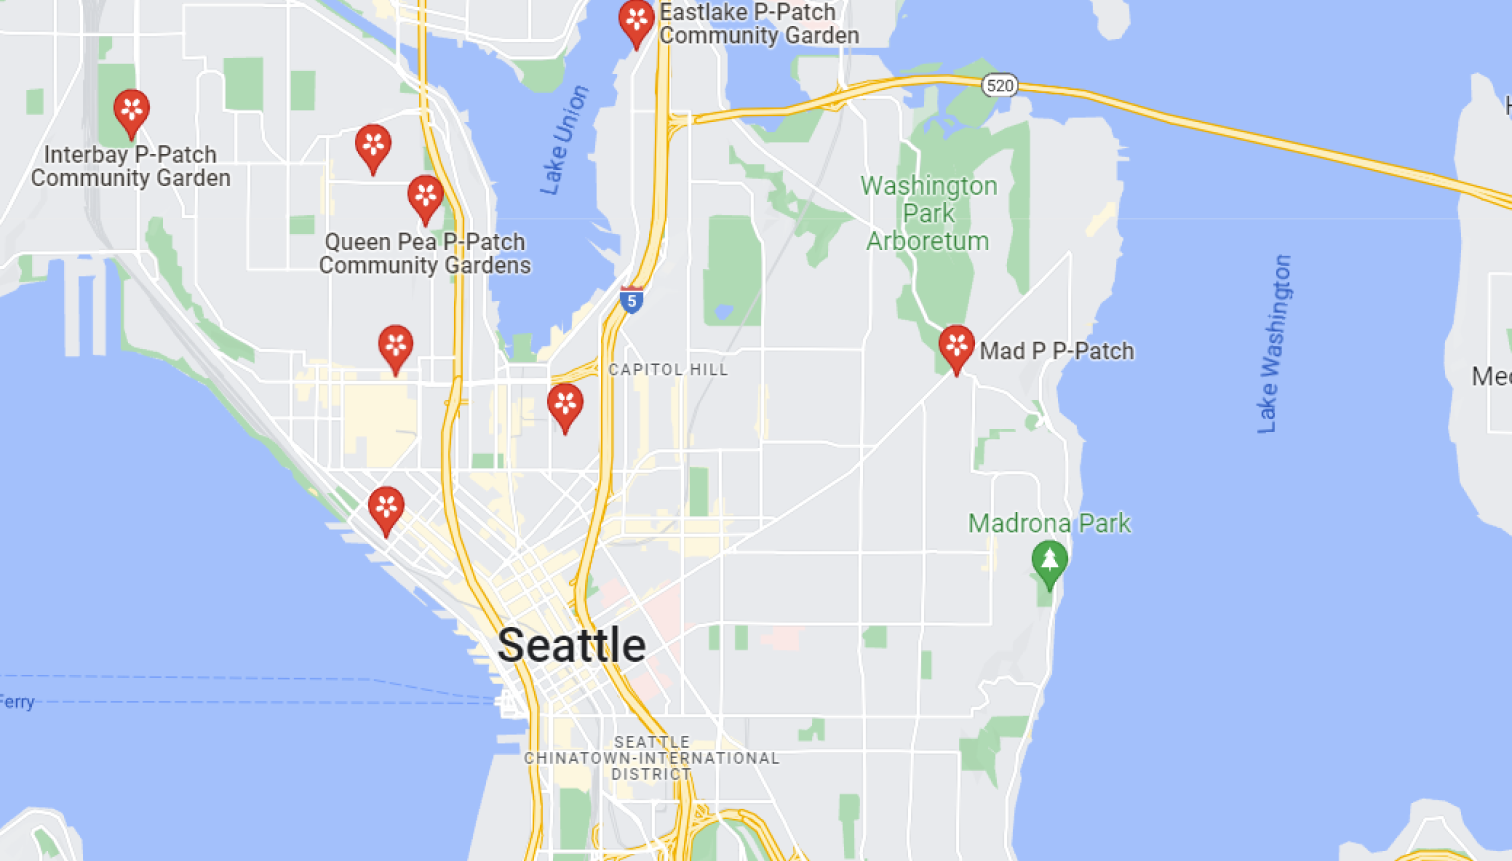 Eastlake P-Patch
Community Garden
520
Lake Union
Interbay P-Patch
Community Garden
Washington
Park
Arboretum
Queen Pea P-Patch
Community Gardens
5
Lake Washington
Mad P P-Patch
CAPITOL HILL
Madrona Park
Seattle
Ferry
SEATTLE
CHINATOWN-INTERNATIONAL
DISTRICT